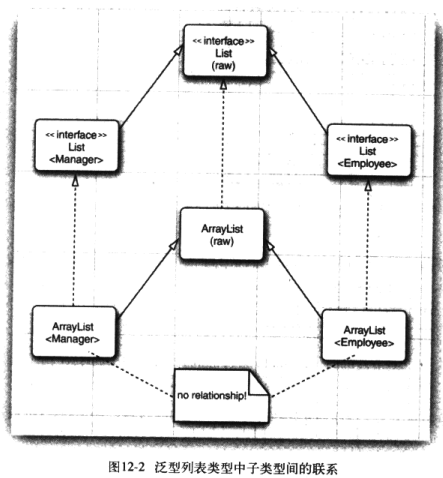 << interface >>
List
(raw)
<< interface >>
List
<Manager>
<< interface >>
List
<Employee>
ArrayList
(raw)
ArrayList
<Manager>
ArrayList
<Employee>
no relationship!
图12-2 泛型列表类型中子类型间的联系